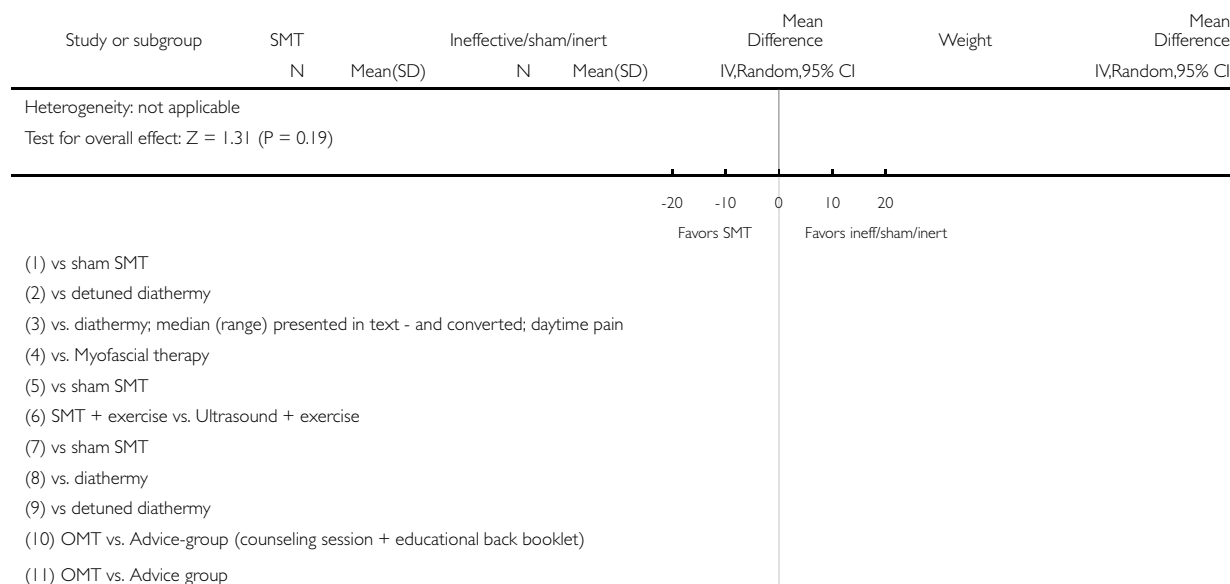 Mean Mean
Study or subgroup SMT Ineffective/sham/inert Difference Weight Difference
N Mean(SD) N Mean(SD) IV,Random,95% CI IV,Random,95% CI
Heterogeneity: not applicable
Test for overall effect: Z = 1.31 (P = 0.19)
-20 -10 0 10 20
Favors SMT Favors ineff/sham/inert
(1) vs sham SMT
(2) vs detuned diathermy
(3) vs. diathermy; median (range) presented in text - and converted; daytime pain
(4) vs. Myofascial therapy
(5) vs sham SMT
(6) SMT + exercise vs. Ultrasound + exercise
(7) vs sham SMT
(8) vs. diathermy
(9) vs detuned diathermy
(10) OMT vs. Advice-group (counseling session + educational back booklet)
(11) OMT vs. Advice group